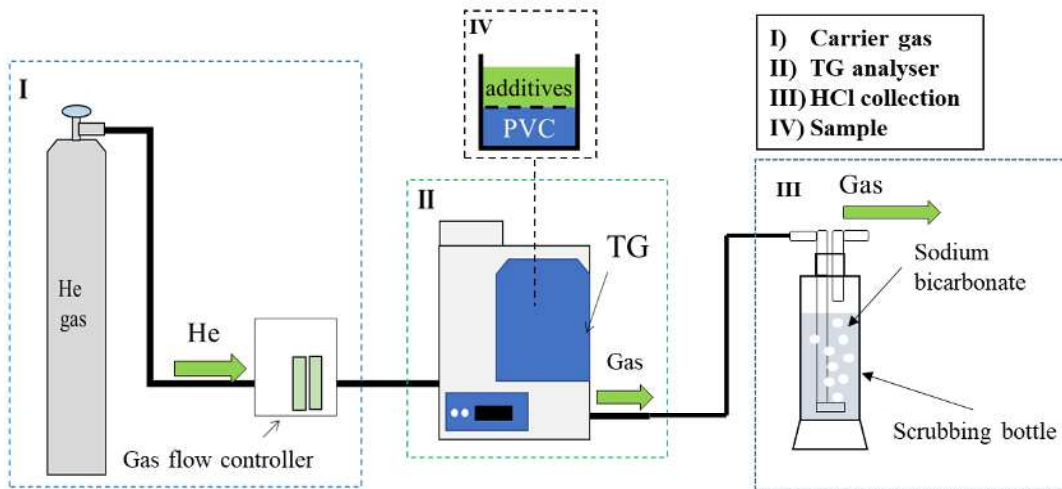 I
He
gas
He
Gas flow controller
IV
additives
PVC
II
TG
Gas
I) Carrier gas
II) TG analyser
III) HCl collection
IV) Sample
III
Gas
Sodium
bicarbonate
Scrubbing bottle